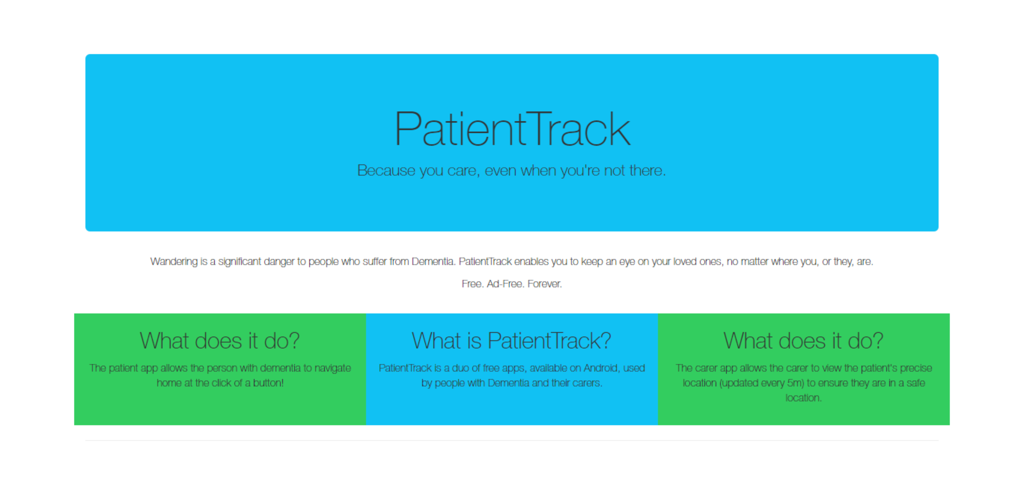 PatientTrack
Because you care, even when you're not there.
Wandering is a significant danger to people who suffer from Dementia. PatientTrack enables you to keep an eye on your loved ones, no matter where you, or they, are.
Free. Ad-Free. Forever.
What does it do?
The patient app allows the person with dementia to navigate
home at the click of a button!
What is PatientTrack?
PatientTrack is a duo of free apps, available on Android, used
by people with Dementia and their carers.
What does it do?
The carer app allows the carer to view the patient's precise
location (updated every 5m) to ensure they are in a safe
location.